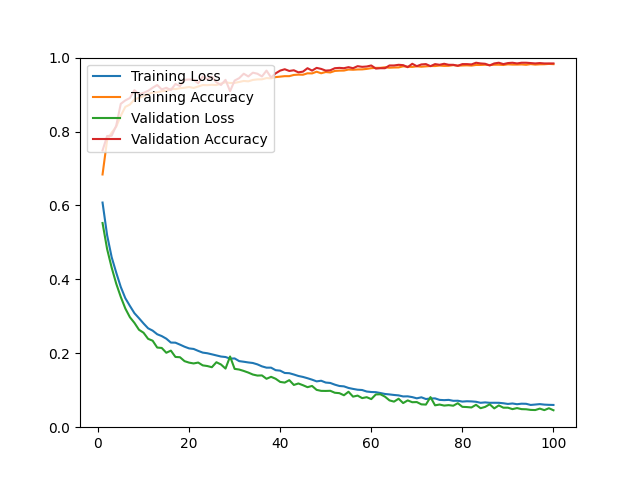 1.0
0.8
0.6
0.4
0.2
0.0
Training Loss
Training Accuracy
Validation Loss
Validation Accuracy
0 20 40 60 80 100